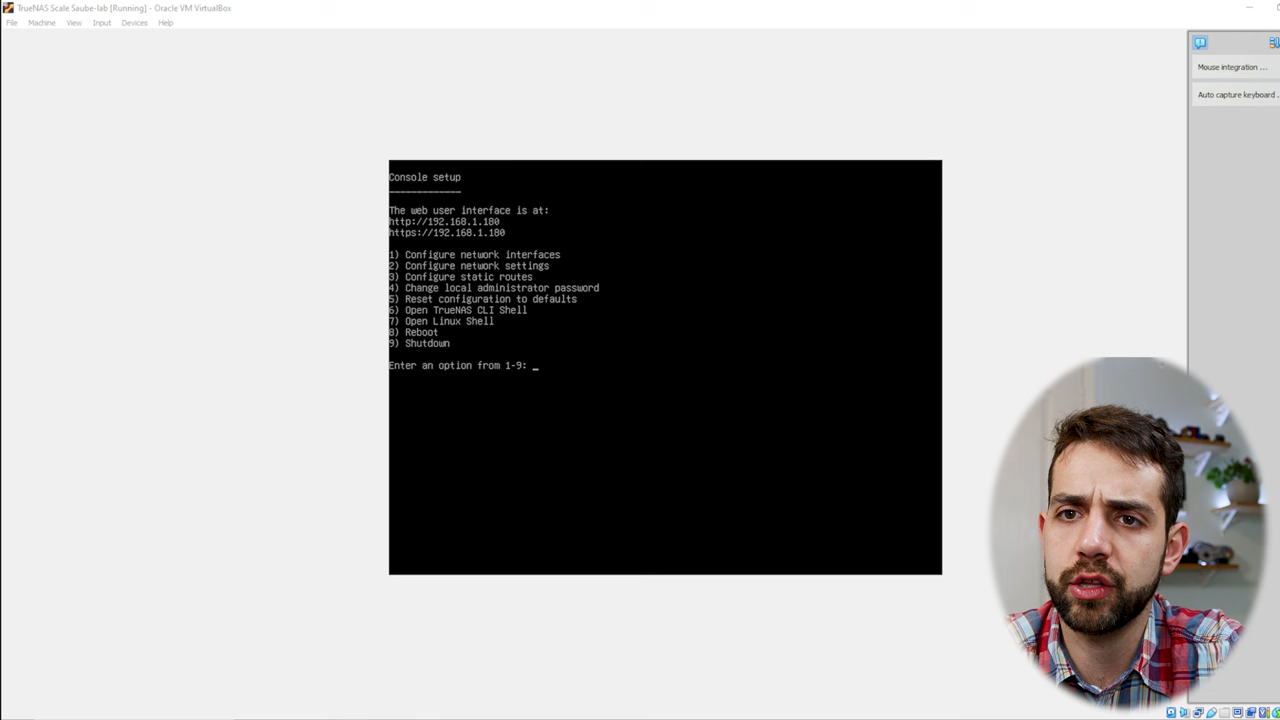 TrueNAS Scale Saube-lab [Running] - Oracle VM VirtualBox
File Machine View Input Devices Help
Mouse integration ...
Auto capture keyboard .
Console setup
-------------
The web user interface is at:
http://192.168.1.180
https://192.168.1.180
1) Configure network interfaces
2) Configure network settings
3) Configure static routes
4) Change local administrator password
5) Reset configuration to defaults
6) Open TrueNAS CLI Shell
7) Open Linux Shell
8) Reboot
9) Shutdown
Enter an option from 1-9: _